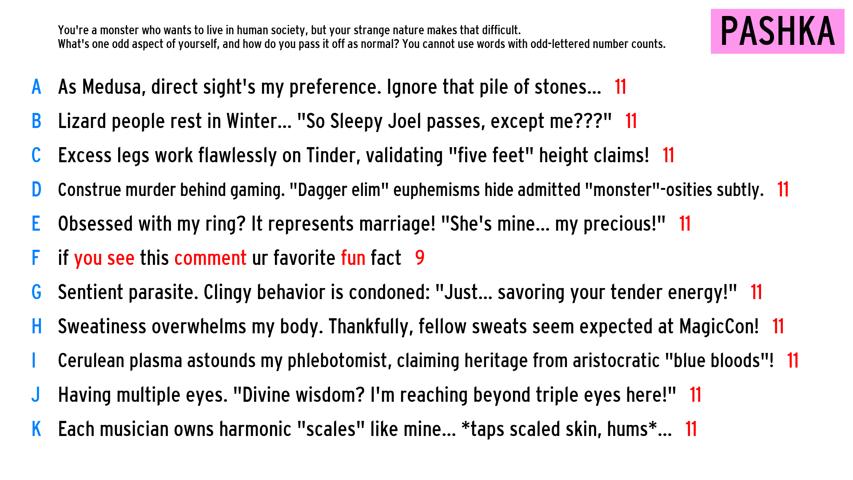 You're a monster who wants to live in human society, but your strange nature makes that difficult.
What's one odd aspect of yourself, and how do you pass it off as normal? You cannot use words with odd-lettered number counts.
PASHKA
A As Medusa, direct sight's my preference. Ignore that pile of stones... 11
B Lizard people rest in Winter... "So Sleepy Joel passes, except me???" 11
C Excess legs work flawlessly on Tinder, validating "five feet" height claims! 11
D Construe murder behind gaming. "Dagger elim" euphemisms hide admitted "monster"-osities subtly. 11
E Obsessed with my ring? It represents marriage! "She's mine... my precious!" 11
F if you see this comment ur favorite fun fact 9
G Sentient parasite. Clingy behavior is condoned: "Just... savoring your tender energy!" 11
H Sweatiness overwhelms my body. Thankfully, fellow sweats seem expected at MagicCon! 11
I Cerulean plasma astounds my phlebotomist, claiming heritage from aristocratic "blue bloods"! 11
J Having multiple eyes. "Divine wisdom? I'm reaching beyond triple eyes here!" 11
K Each musician owns harmonic "scales" like mine... *taps scaled skin, hums*... 11